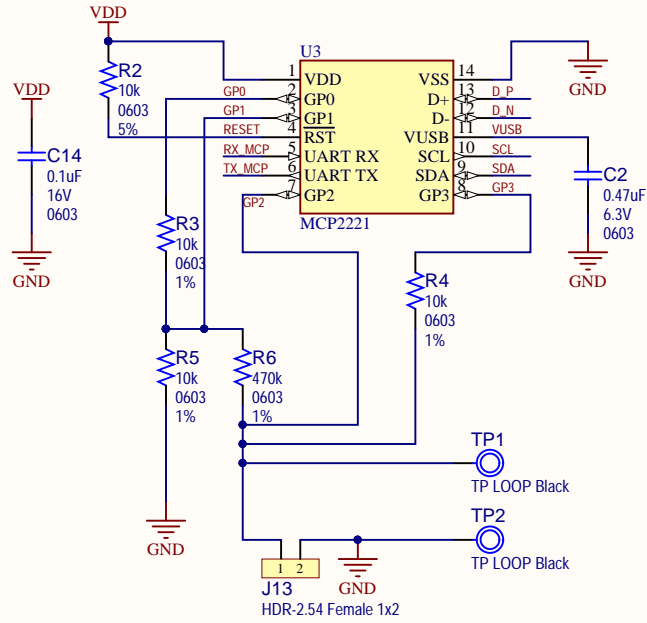 VDD
R2
10k
0603
5%
VDD
C14
0.1uF
16V
0603
GND
GP0
GP1
RESET
RX_MCP
TX_MCP
GP2
U3
1 VDD
2 GP0
3 GP1
4 RST
5 UART RX
6 UART TX
7 GP2
VSS 14
D+ 13
D- 12
VUSB 11
SCL 10
SDA 9
GP3 8
MCP2221
D_P
D_N
VUSB
SCL
SDA
GP3
GND
C2
0.47uF
6.3V
0603
GND
R3
10k
0603
1%
R4
10k
0603
1%
R5
10k
0603
1%
R6
470k
0603
1%
GND
TP1
TP LOOP Black
TP2
TP LOOP Black
1 2
J13
HDR-2.54 Female 1x2
GND